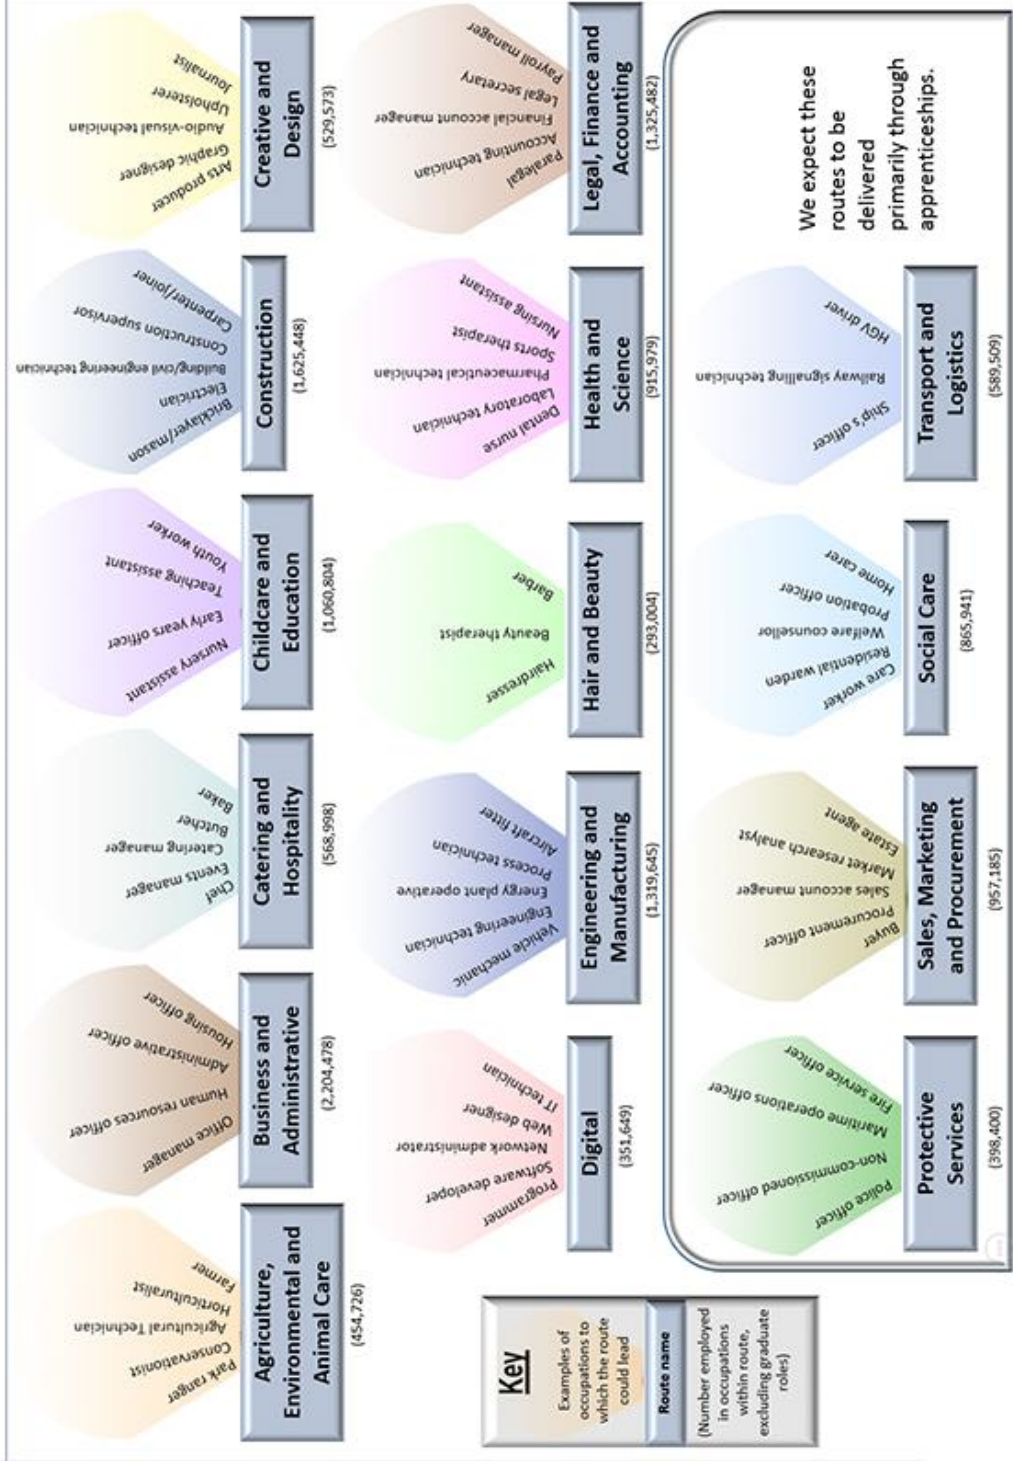 Park ranger
Conservationist
Agricultural Technician
Horticulturalist
Farmer
Agriculture,
Environmental and
Animal Care
(454,726)
Office manager
Human resources officer
Administrative officer
Housing officer
Business and
Administrative
(2,204,478)
Chef
Events manager
Catering manager
Butcher
Baker
Catering and
Hospitality
(568,998)
Nursery assistant
Early years officer
Teaching assistant
Youth worker
Childcare and
Education
(1,060,804)
Bricklayer/mason
Electrician
Building/civil engineering technician
Construction supervisor
Carpenter/joiner
Construction
(1,625,448)
Arts producer
Graphic designer
Audio-visual technician
Upholsterer
Journalist
Creative and
Design
(529,573)
Programmer
Software developer
Network administrator
Web designer
IT technician
Digital
(351,649)
Vehicle mechanic
Engineering technician
Energy plant operative
Process technician
Aircraft fitter
Engineering and
Manufacturing
(1,319,645)
Hairdresser
Beauty therapist
Barber
Hair and Beauty
(293,004)
Dental nurse
Laboratory technician
Pharmaceutical technician
Sports therapist
Nursing assistant
Health and
Science
(915,979)
Paralegal
Accounting technician
Financial account manager
Legal secretary
Payroll manager
Legal, Finance and
Accounting
(1,325,482)
Key
Examples of
occupations to
which the route
could lead
Route name
(Number employed
in occupations
within route,
excluding graduate
roles)
Police officer
Non-commissioned officer
Maritime operations officer
Fire service officer
Protective
Services
(398,400)
Buyer
Procurement officer
Sales account manager
Market research analyst
Estate agent
Sales, Marketing
and Procurement
(957,185)
Care worker
Residential warden
Welfare counsellor
Probation officer
Home carer
Social Care
(865,941)
Ship's officer
Railway signalling technician
HGV driver
Transport and
Logistics
(589,509)
We expect these
routes to be
delivered
primarily through
apprenticeships.